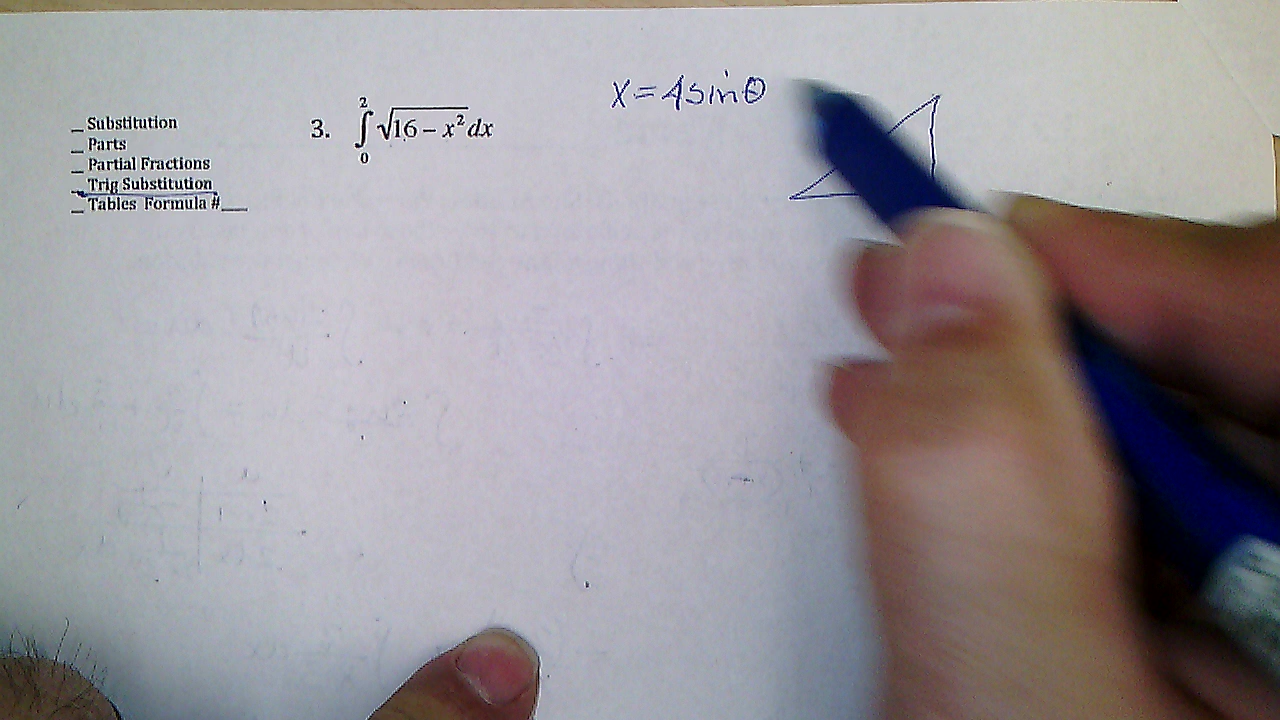 _ Substitution
_ Parts
_ Partial Fractions
_ Trig Substitution
_ Tables Formula #___
3. ∫₀² √(16 – x²) dx
x = 4 sin θ